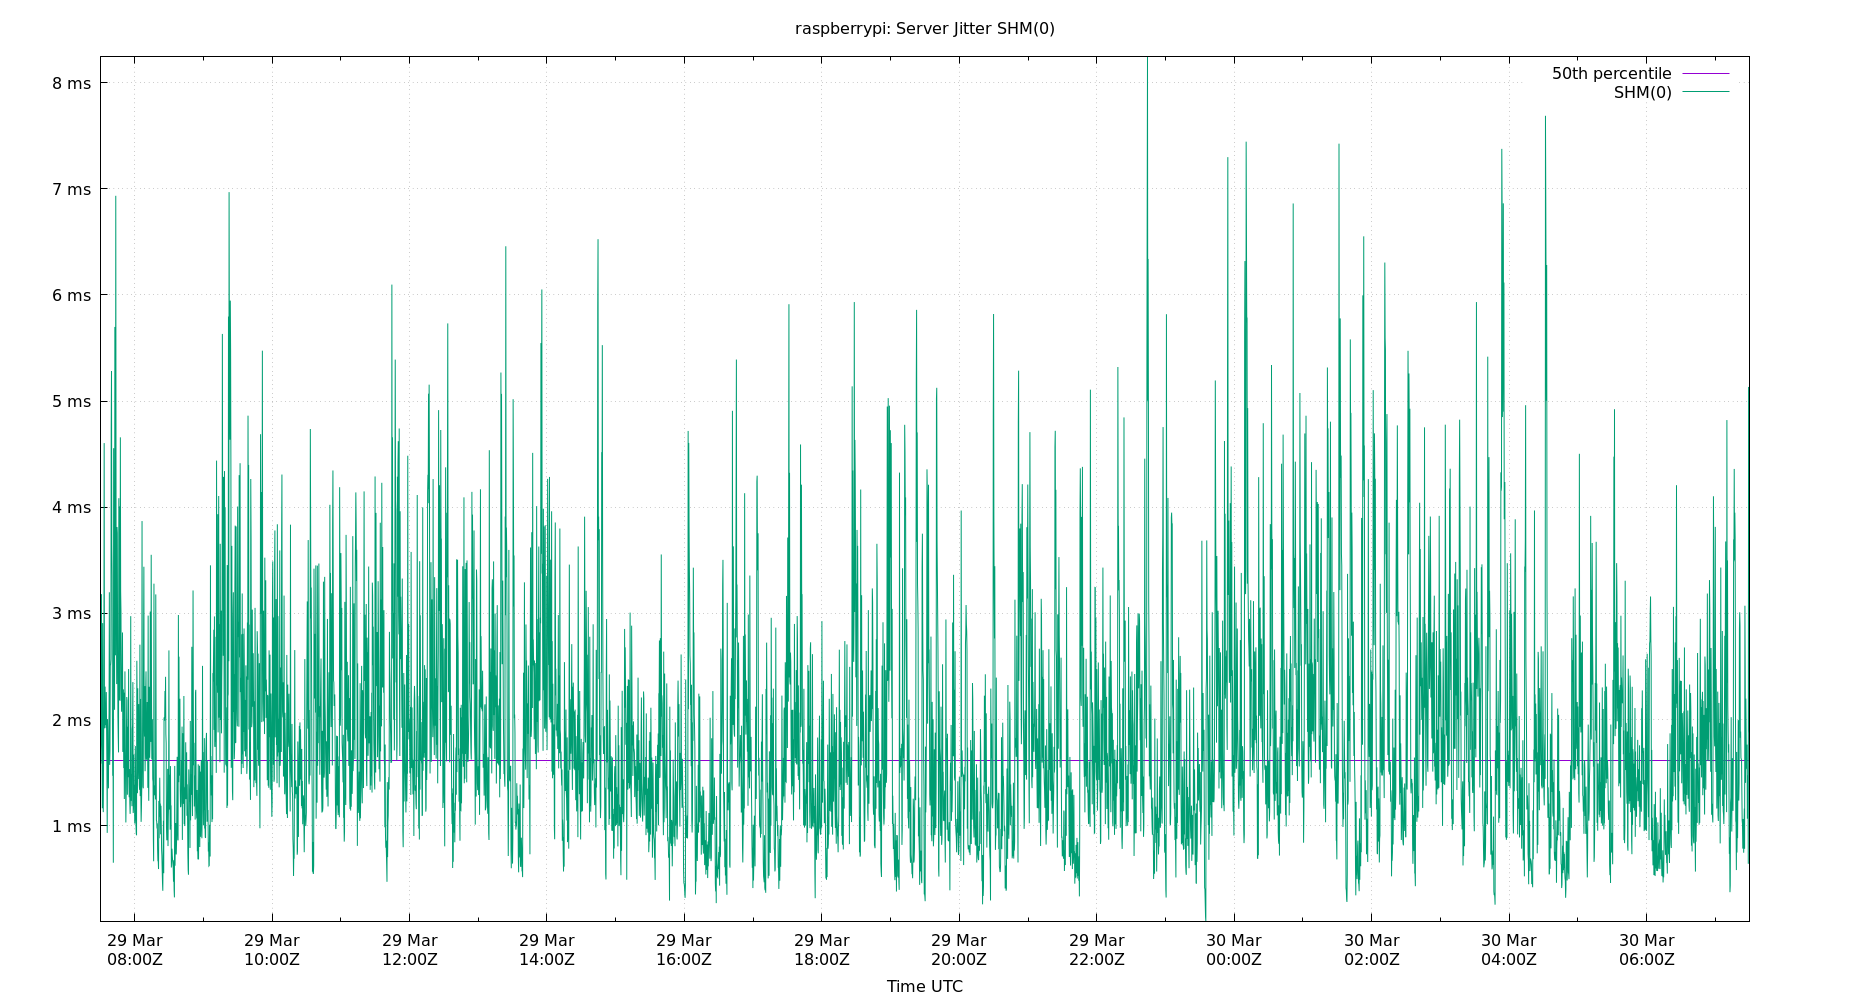 raspberrypi: Server Jitter SHM(0)
50th percentile
SHM(0)
8 ms
7 ms
6 ms
5 ms
4 ms
3 ms
2 ms
1 ms
29 Mar 29 Mar 29 Mar 29 Mar 29 Mar 29 Mar 29 Mar 29 Mar 30 Mar 30 Mar 30 Mar 30 Mar
08:00Z 10:00Z 12:00Z 14:00Z 16:00Z 18:00Z 20:00Z 22:00Z 00:00Z 02:00Z 04:00Z 06:00Z
Time UTC